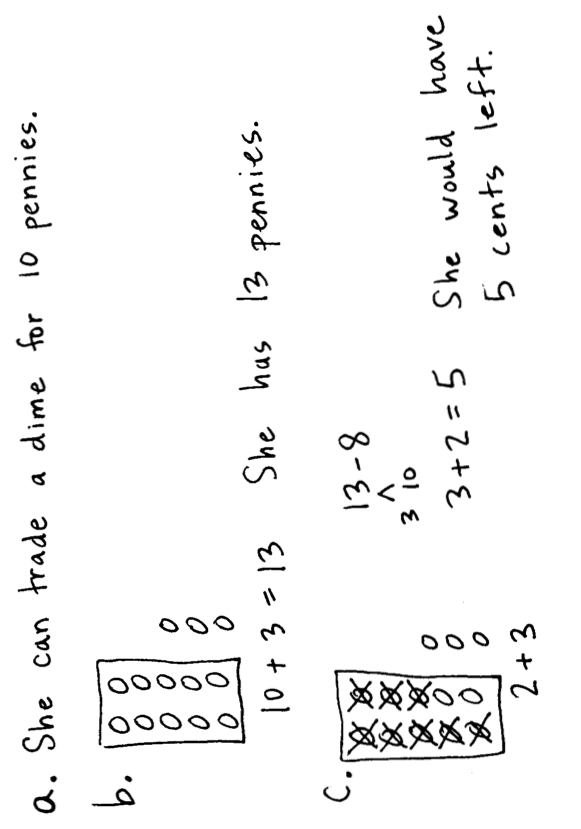 a. She can trade a dime for 10 pennies.
b.
10 + 3 = 13 She has 13 pennies.
c.
13 - 8
3 10
2 + 3
3 + 2 = 5 She would have
5 cents left.